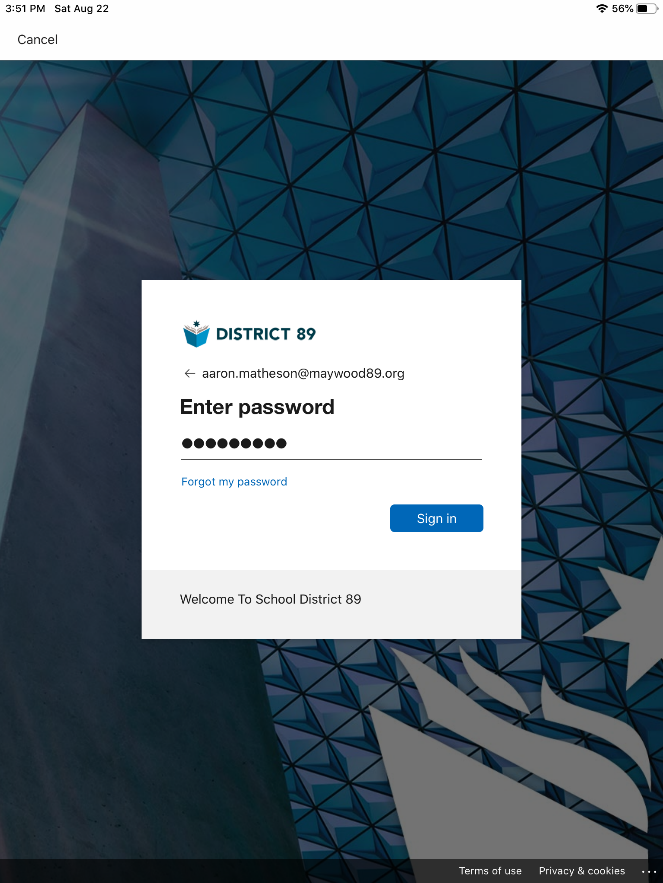 3:51 PM Sat Aug 22 56%
Cancel
DISTRICT 89
← aaron.matheson@maywood89.org
Enter password
●●●●●●●●●
Forgot my password
Sign in
Welcome To School District 89
Terms of use Privacy & cookies ...